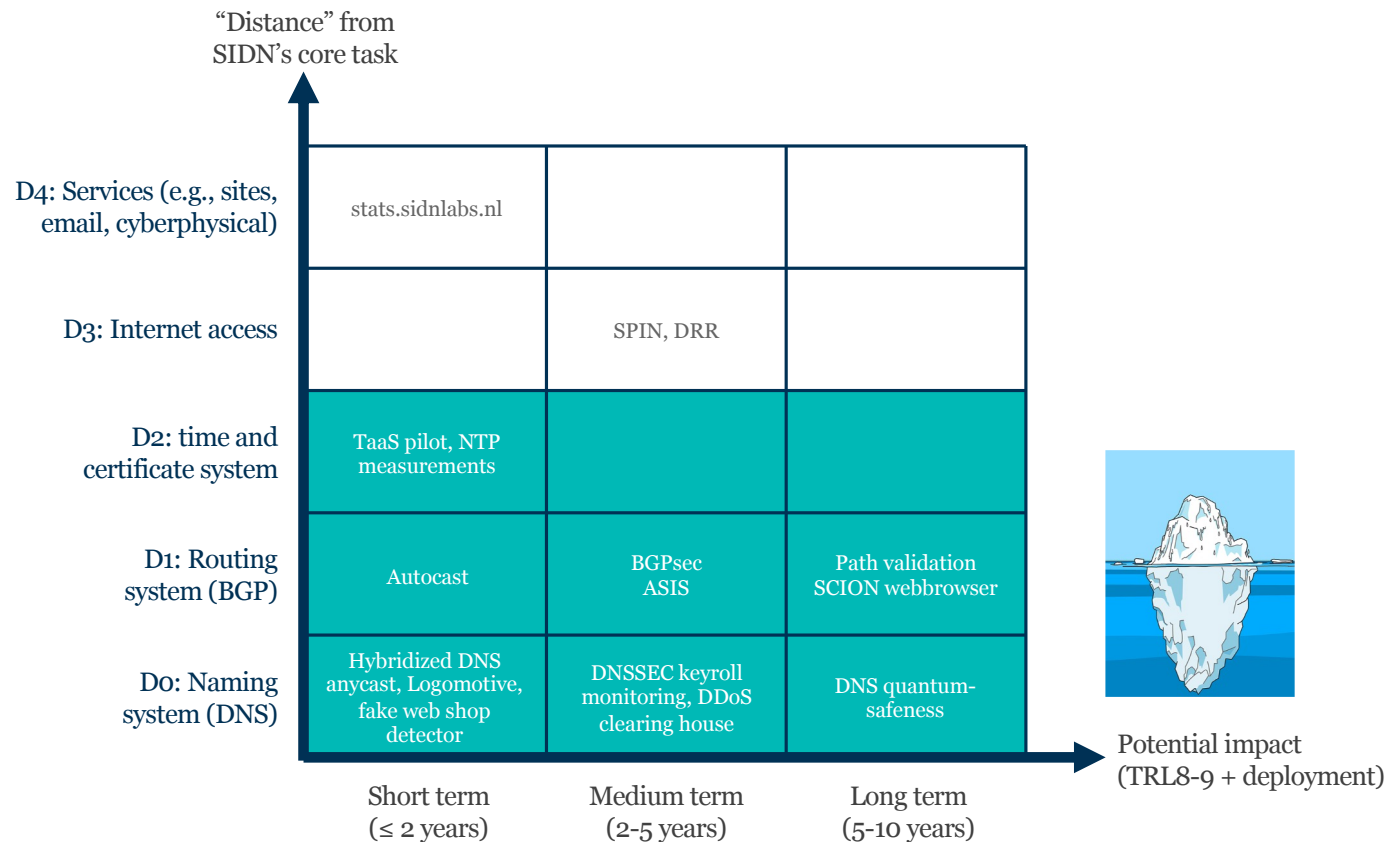 “Distance” from
SIDN’s core task
D4: Services (e.g., sites,
email, cyberphysical)
stats.sidnlabs.nl
D3: Internet access
SPIN, DRR
D2: time and
certificate system
TaaS pilot, NTP
measurements
D1: Routing
system (BGP)
Autocast
BGPsec
ASIS
Path validation
SCION webbrowser
D0: Naming
system (DNS)
Hybridized DNS
anycast, Logomotive,
fake web shop
detector
DNSSEC keyroll
monitoring, DDoS
clearing house
DNS quantum-
safeness
Potential impact
(TRL8-9 + deployment)
Short term
(≤ 2 years)
Medium term
(2-5 years)
Long term
(5-10 years)